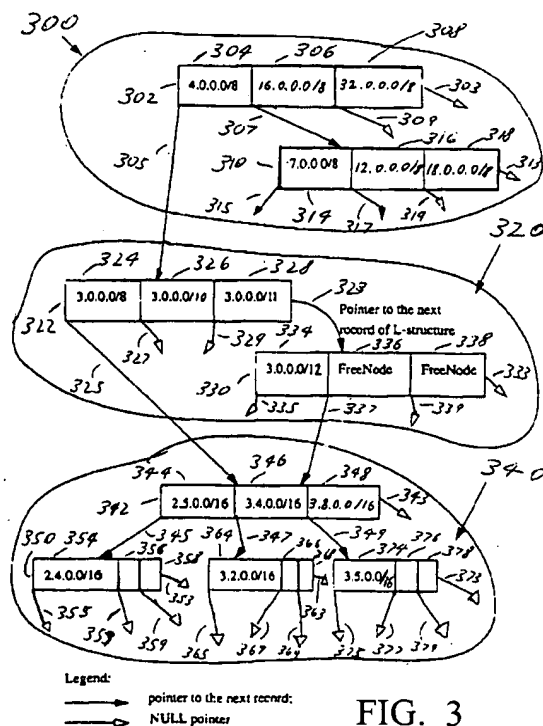 300
304 306 308
302 4.0.0.0/8 16.0.0.0/8 32.0.0.0/8 303
307 309
305 316 318
310 7.0.0.0/8 12.0.0.0/8 18.0.0.0/8 313
315 314 317 319
320
324 326 328
322 3.0.0.0/8 3.0.0.0/10 3.0.0.0/11 323
Pointer to the next
record of L-structure
327 329 334 336 338
325 330 3.0.0.0/12 FreeNode FreeNode 333
335 337 339
340
344 346 348
342 2.5.0.0/16 3.4.0.0/16 3.8.0.0/16 343
350 354 345 356 358 364 347 366 368 349 374 376 378
2.4.0.0/16 353 3.2.0.0/16 363 3.5.0.0/16 373
355 359 365 367 369 375 377 379
Legend:
pointer to the next record;
NULL pointer
FIG. 3